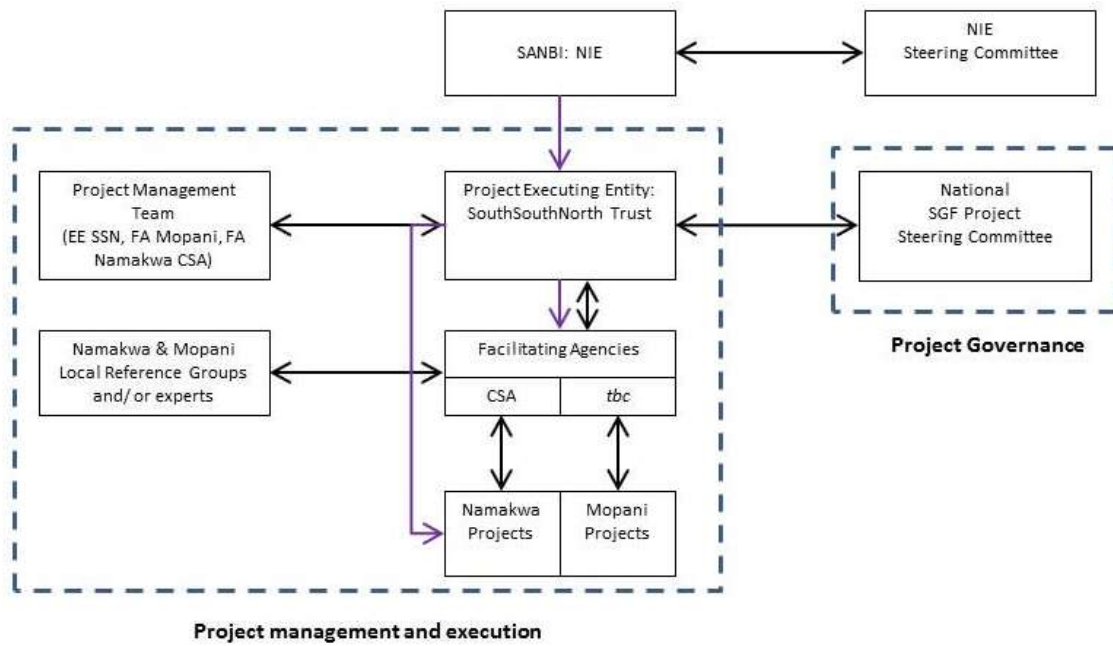 SANBI: NIE
NIE
Steering Committee
Project Management
Team
(EE SSN, FA Mopani, FA
Namakwa CSA)
Project Executing Entity:
SouthSouthNorth Trust
National
SGF Project
Steering Committee
Project Governance
Namakwa & Mopani
Local Reference Groups
and/ or experts
Facilitating Agencies
CSA
tbc
Namakwa
Projects
Mopani
Projects
Project management and execution